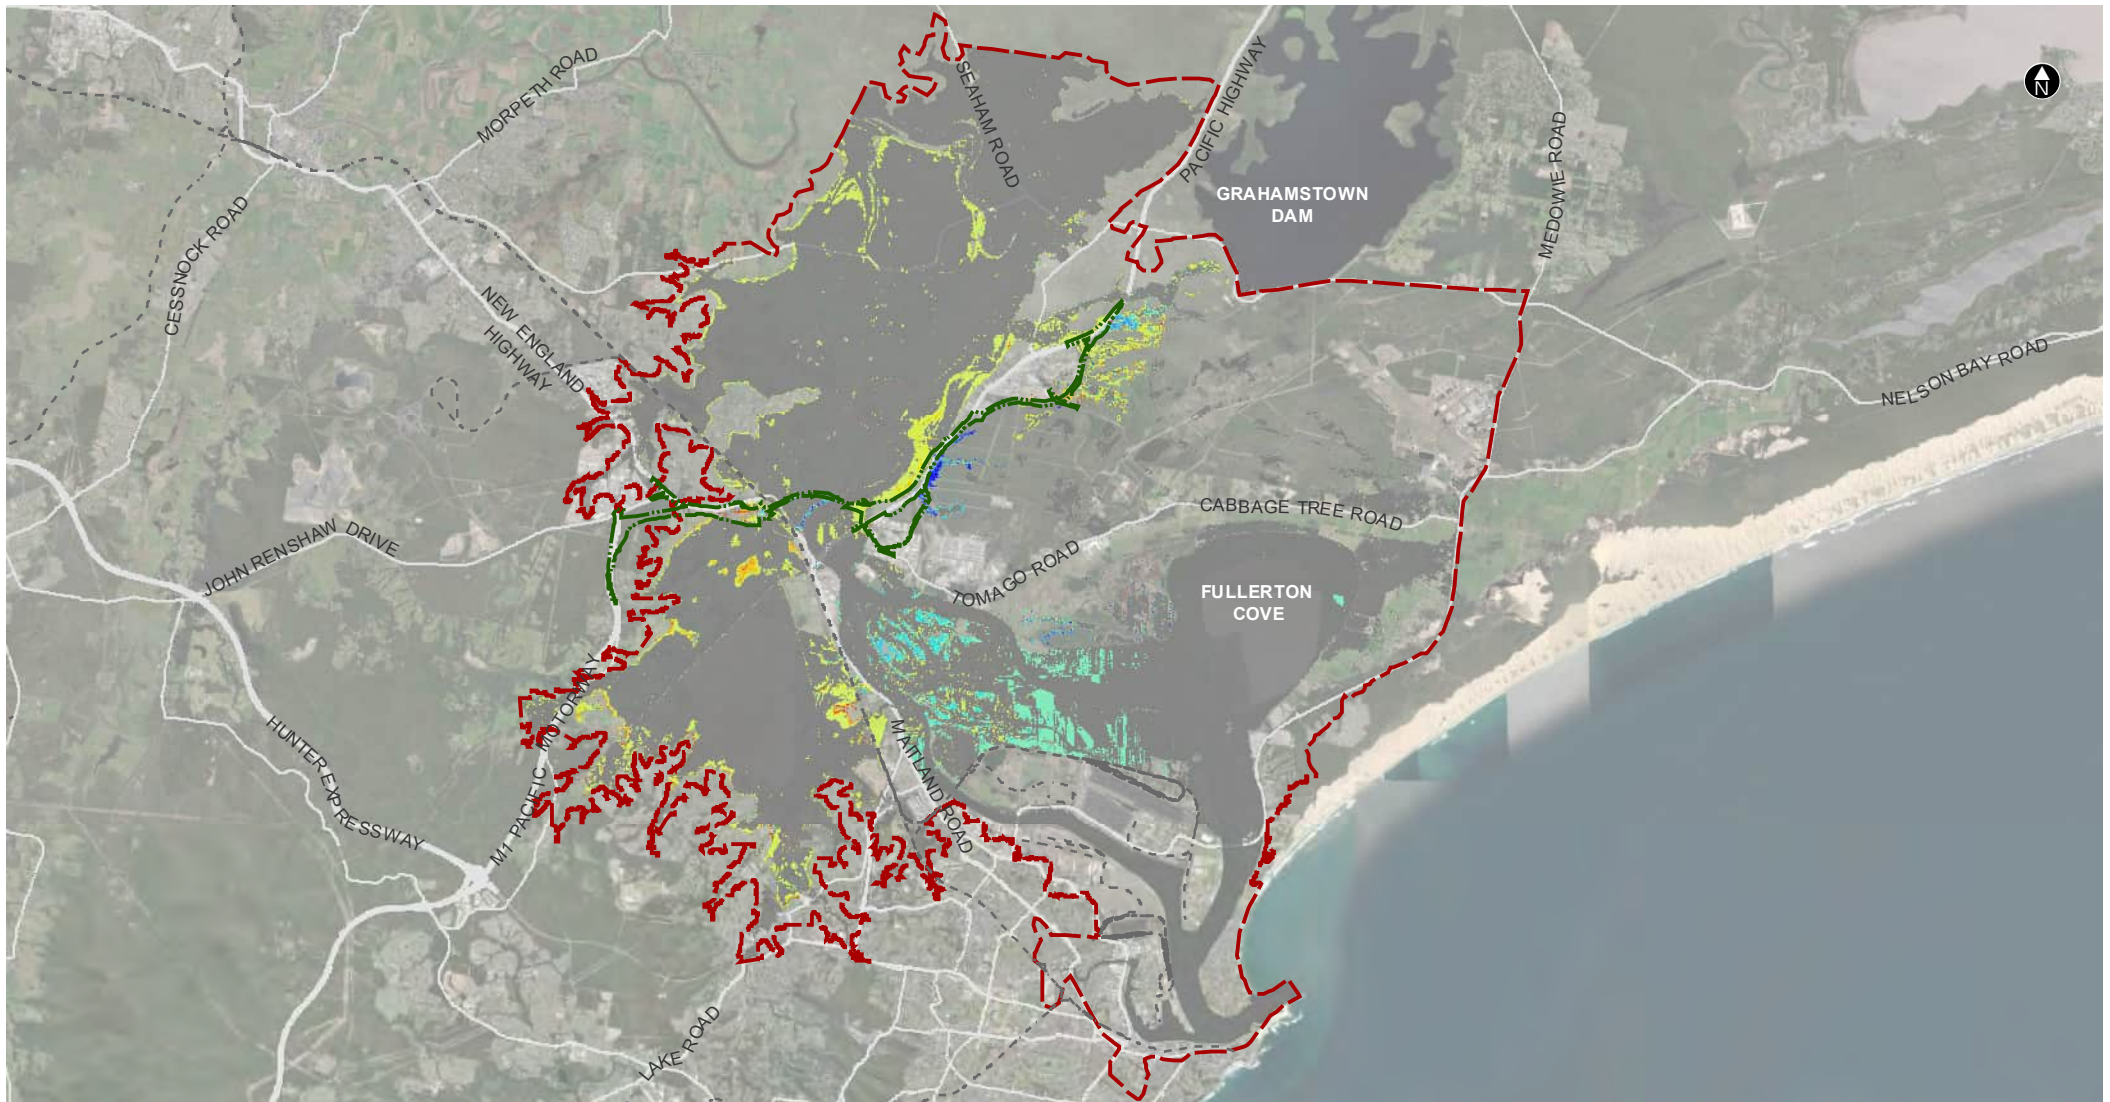 MORPETH ROAD
SEAHAM ROAD
PACIFIC HIGHWAY
N
GRAHAMSTOWN
DAM
MEDOWIE ROAD
CESSNOCK ROAD
NEW ENGLAND
HIGHWAY
NELSON BAY ROAD
CABBAGE TREE ROAD
JOHN RENSHAW DRIVE
TOMAGO ROAD
FULLERTON
COVE
HUNTER EXPRESSWAY
M1 PACIFIC MOTORWAY
MAITLAND ROAD
LAKE ROAD